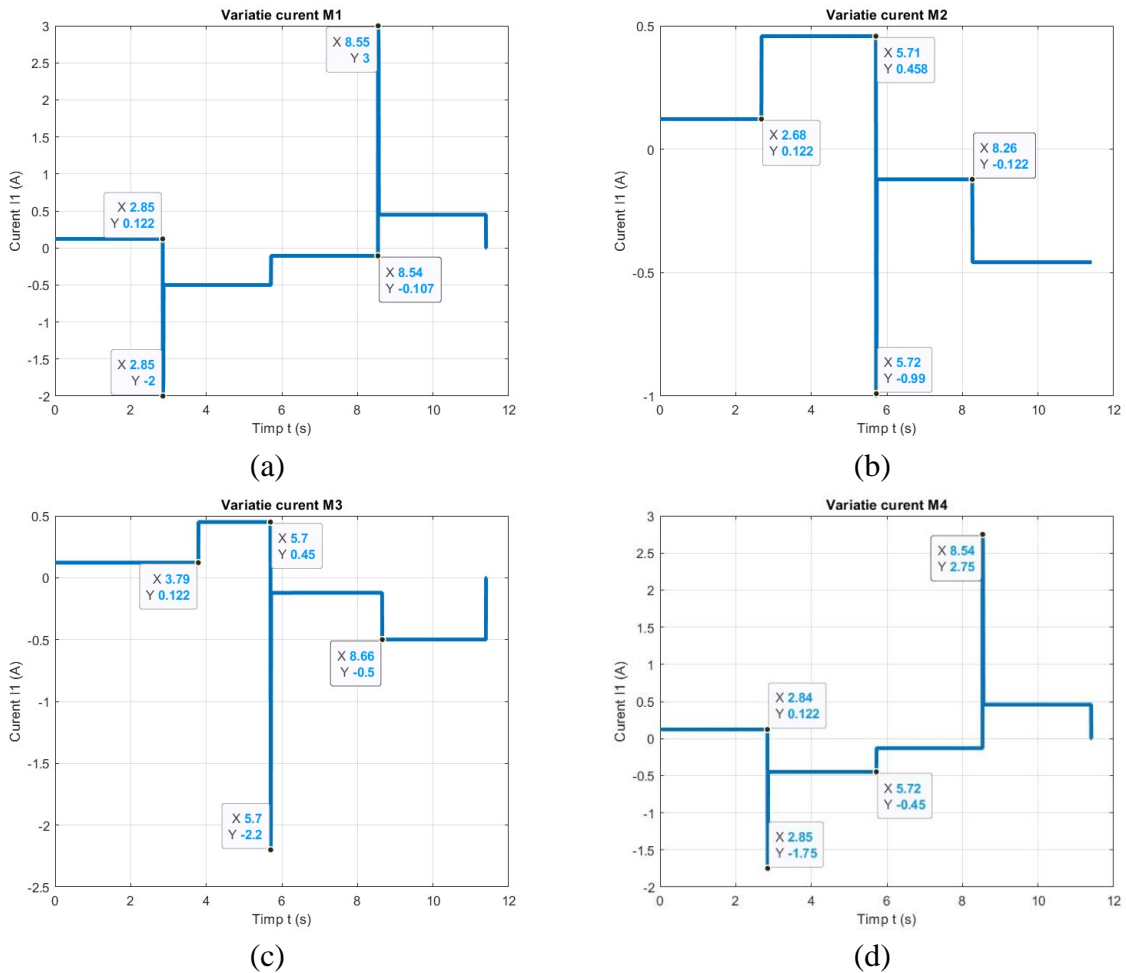 Variatie curent M1
Curent I1 (A)
3
2.5
2
1.5
1
0.5
0
-0.5
-1
-1.5
-2
X 8.55
Y 3
X 2.85
Y 0.122
X 8.54
Y -0.107
X 2.85
Y -2
0 2 4 6 8 10 12
Timp t (s)
(a)
Variatie curent M2
Curent I1 (A)
0.5
0
-0.5
-1
X 5.71
Y 0.458
X 2.68
Y 0.122
X 8.26
Y -0.122
X 5.72
Y -0.99
0 2 4 6 8 10 12
Timp t (s)
(b)
Variatie curent M3
Curent I1 (A)
0.5
0
-0.5
-1
-1.5
-2
-2.5
X 5.7
Y 0.45
X 3.79
Y 0.122
X 8.66
Y -0.5
X 5.7
Y -2.2
0 2 4 6 8 10 12
Timp t (s)
(c)
Variatie curent M4
Curent I1 (A)
3
2.5
2
1.5
1
0.5
0
-0.5
-1
-1.5
-2
X 8.54
Y 2.75
X 2.84
Y 0.122
X 5.72
Y -0.45
X 2.85
Y -1.75
0 2 4 6 8 10 12
Timp t (s)
(d)